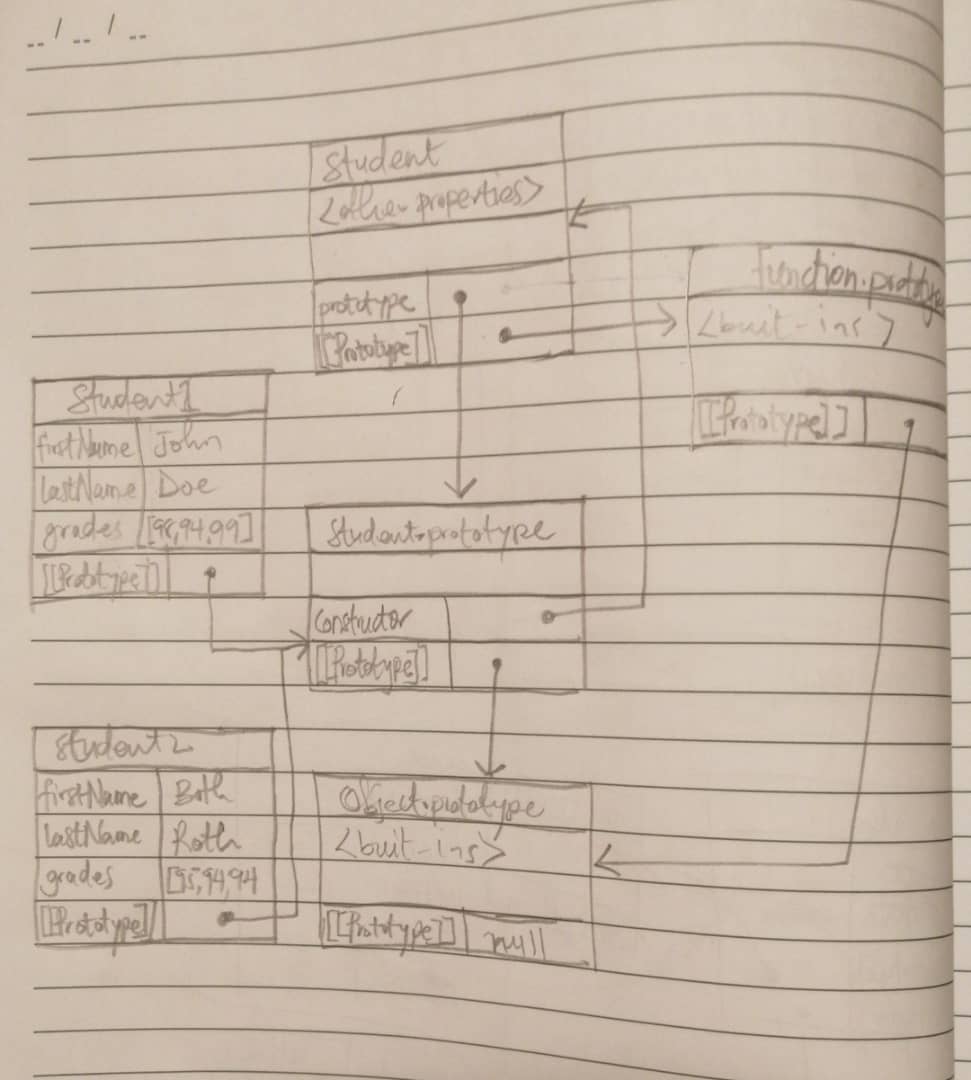 -- / -- / --
Student
<other properties>
prototype
[[Prototype]]
function.prototype
<buit-ins>
[[Prototype]]
Student1
firstName John
lastName Doe
grades [98,94,99]
[[Prototype]]
Student.prototype
Constructor
[[Prototype]]
Student2
firstName Both
lastName Roth
grades [95,94,94
[[Prototype]]
Object.prototype
<buit-ins>
[[Prototype]] null